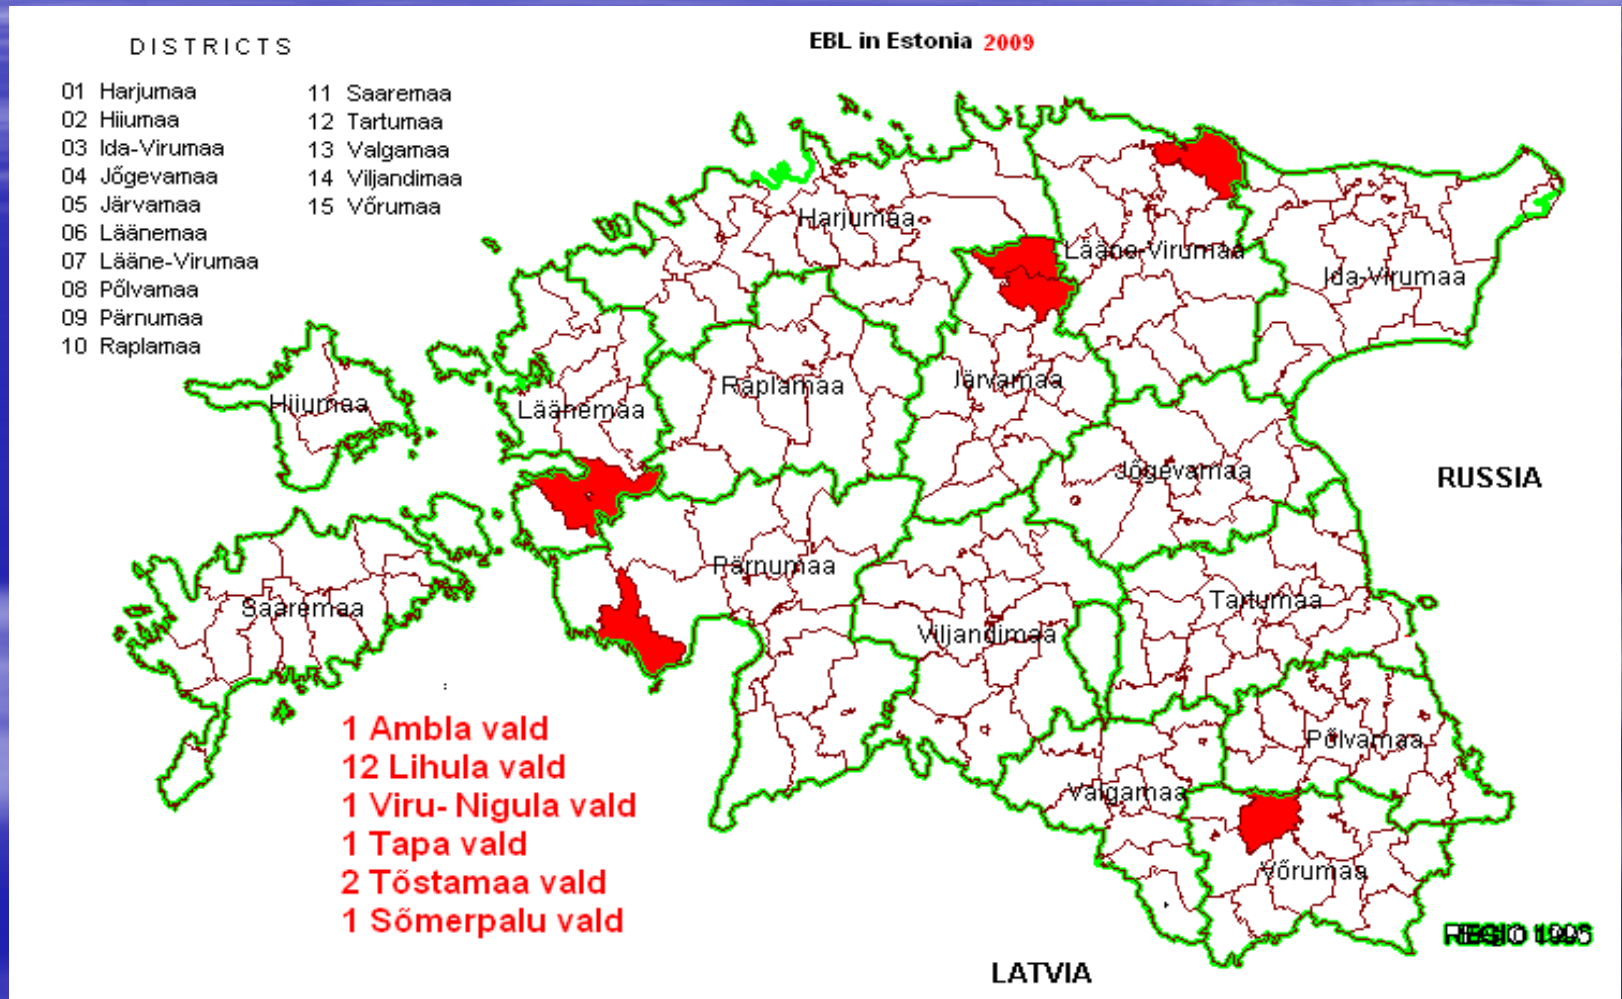 DISTRICTS
EBL in Estonia 2009
01 Harjumaa
02 Hiiumaa
03 Ida-Virumaa
04 Jõgevamaa
05 Järvamaa
06 Läänemaa
07 Lääne-Virumaa
08 Põlvamaa
09 Pärnumaa
10 Raplamaa
11 Saaremaa
12 Tartumaa
13 Valgamaa
14 Viljandimaa
15 Võrumaa
Harjumaa
Lääne-Virumaa
Ida-Virumaa
Hiiumaa
Läänemaa
Raplamaa
Järvamaa
Jõgevamaa
RUSSIA
Saaremaa
Pärnumaa
Viljandimaa
Tartumaa
Põlvamaa
Valgamaa
Võrumaa
1 Ambla vald
12 Lihula vald
1 Viru- Nigula vald
1 Tapa vald
2 Tõstamaa vald
1 Sõmerpalu vald
REGIO
LATVIA